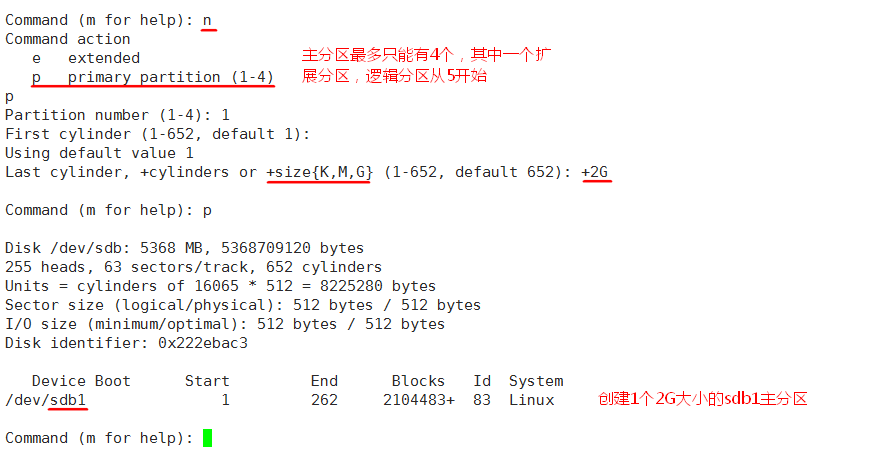 Command (m for help): n
Command action
e   extended
p   primary partition (1-4)
主分区最多只能有4个，其中一个扩
展分区，逻辑分区从5开始
p
Partition number (1-4): 1
First cylinder (1-652, default 1):
Using default value 1
Last cylinder, +cylinders or +size{K,M,G} (1-652, default 652): +2G
Command (m for help): p
Disk /dev/sdb: 5368 MB, 5368709120 bytes
255 heads, 63 sectors/track, 652 cylinders
Units = cylinders of 16065 * 512 = 8225280 bytes
Sector size (logical/physical): 512 bytes / 512 bytes
I/O size (minimum/optimal): 512 bytes / 512 bytes
Disk identifier: 0x222ebac3
Device Boot      Start         End      Blocks   Id  System
/dev/sdb1               1         262     2104483+  83  Linux
创建1个2G大小的sdb1主分区
Command (m for help):